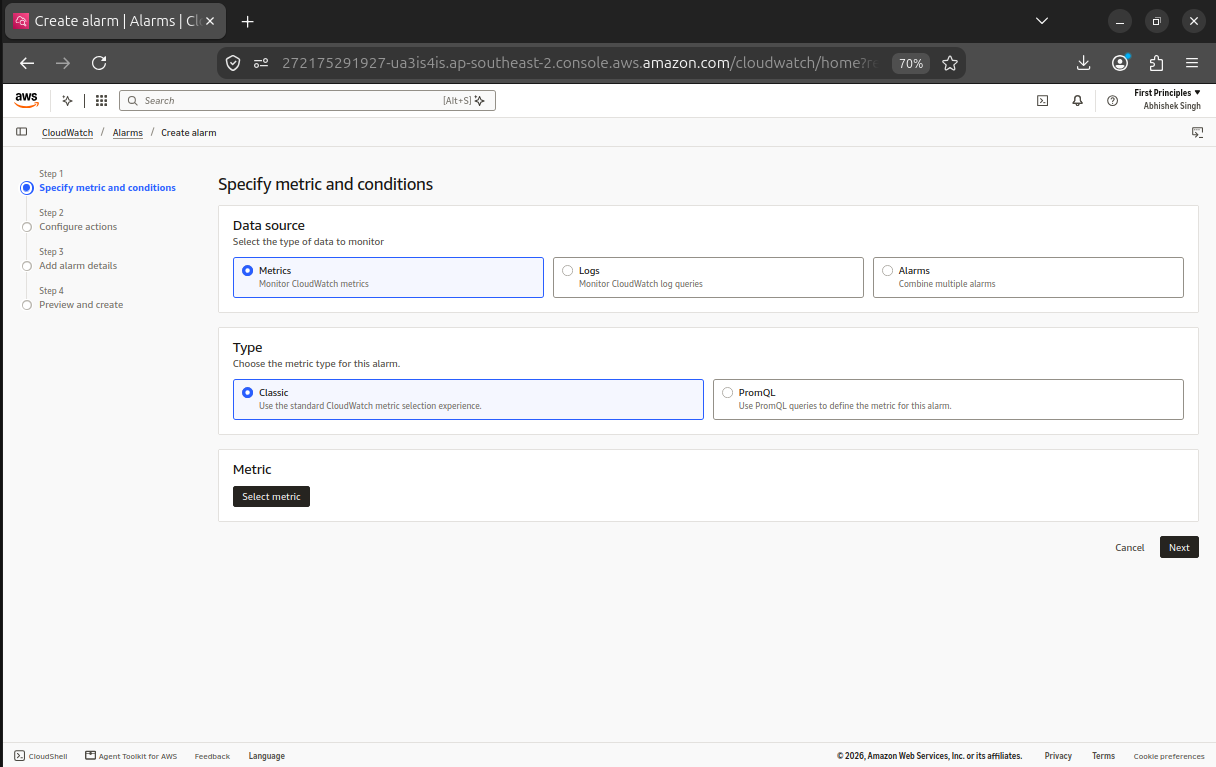 Create alarm | Alarms | Cl
272175291927-ua3is4is.ap-southeast-2.console.aws.amazon.com/cloudwatch/home?re
70%
aws
Search
[Alt+S]
First Principles
Abhishek Singh
CloudWatch / Alarms / Create alarm
Step 1
Specify metric and conditions
Step 2
Configure actions
Step 3
Add alarm details
Step 4
Preview and create
Specify metric and conditions
Data source
Select the type of data to monitor
Metrics
Monitor CloudWatch metrics
Logs
Monitor CloudWatch log queries
Alarms
Combine multiple alarms
Type
Choose the metric type for this alarm.
Classic
Use the standard CloudWatch metric selection experience.
PromQL
Use PromQL queries to define the metric for this alarm.
Metric
Select metric
Cancel
Next
CloudShell
Agent Toolkit for AWS
Feedback
Language
© 2026, Amazon Web Services, Inc. or its affiliates.
Privacy
Terms
Cookie preferences